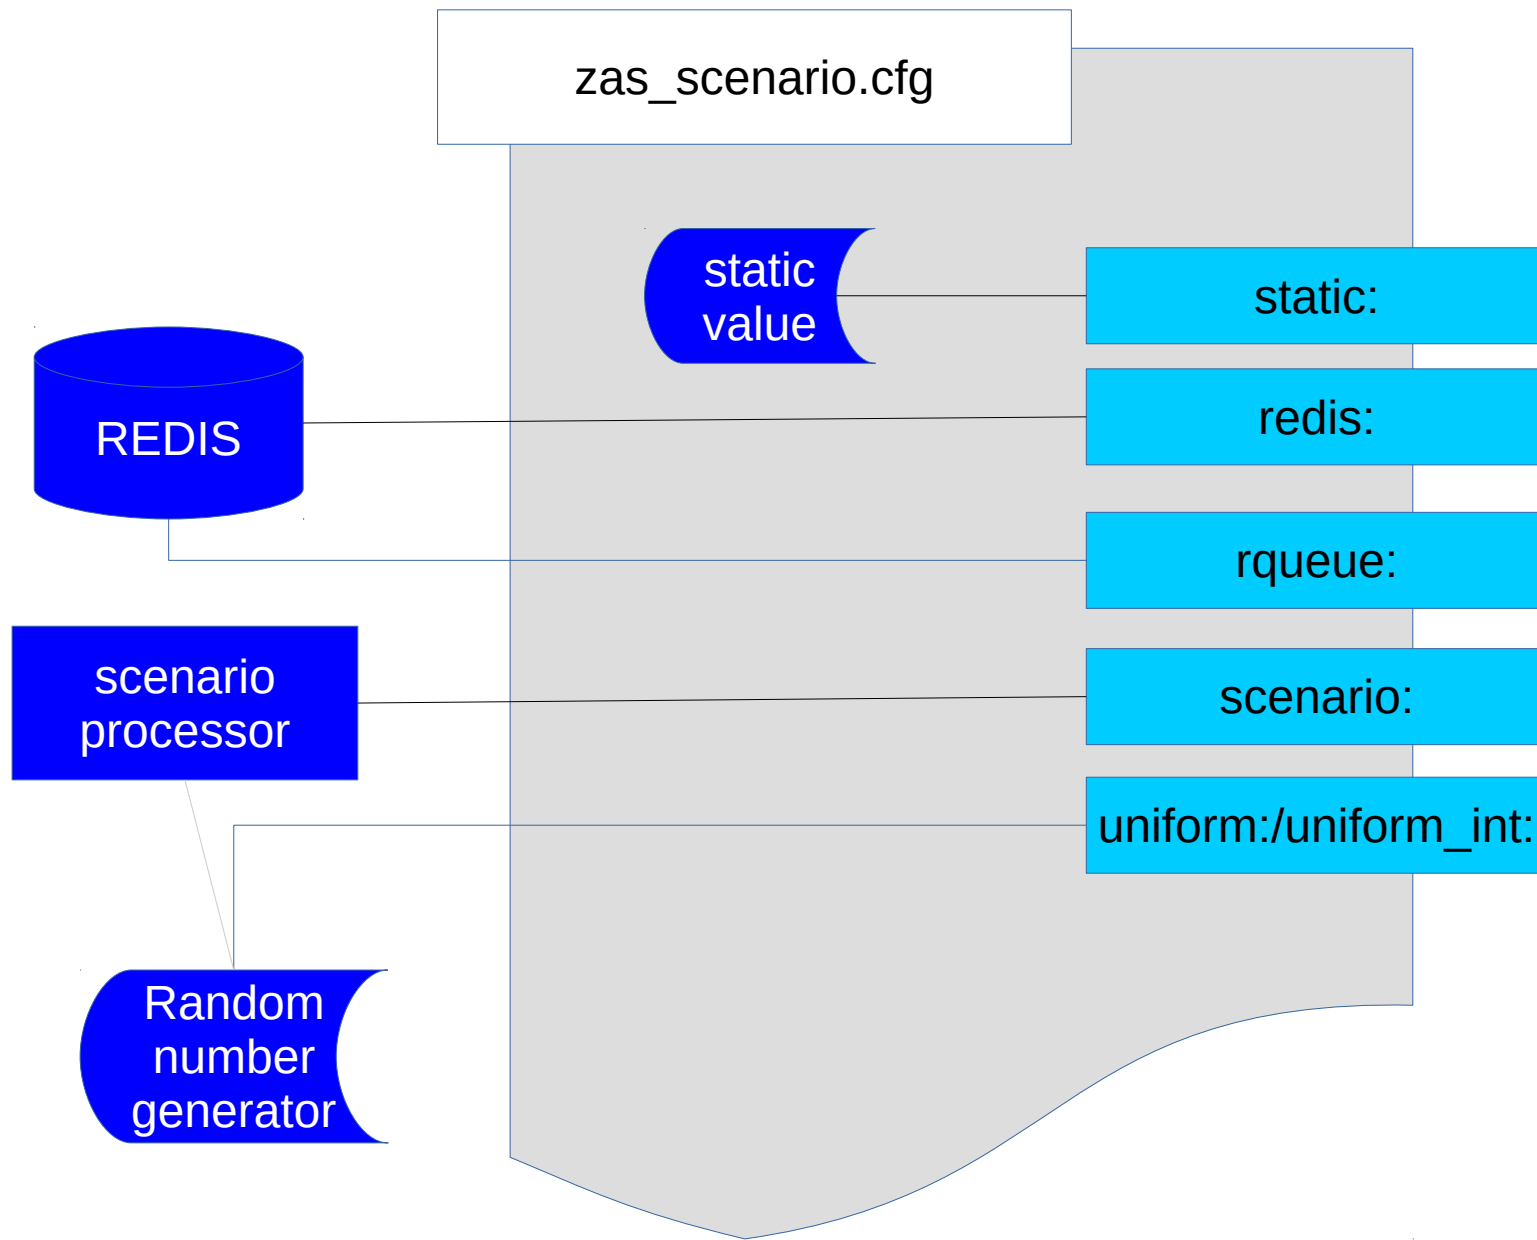 zas_scenario.cfg
static
value
static:
redis:
REDIS
rqueue:
scenario
processor
scenario:
uniform:/uniform_int:
Random
number
generator